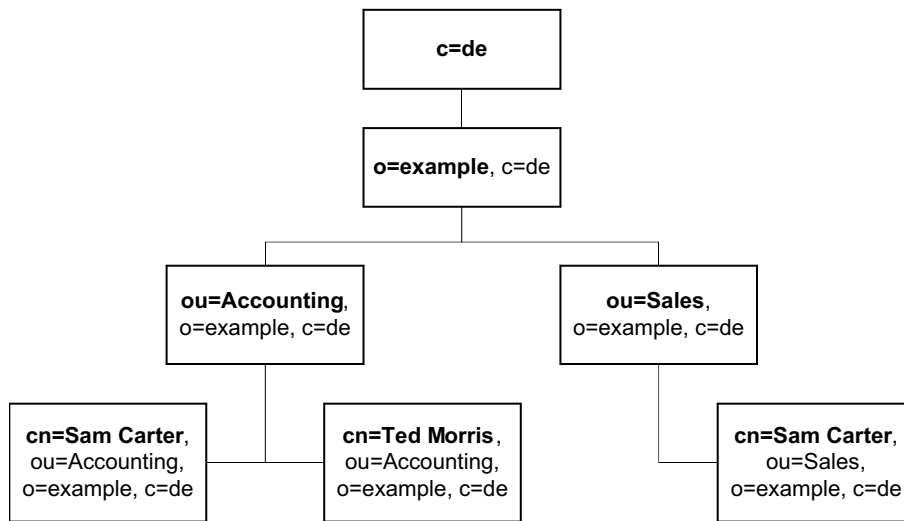 c=de
o=example, c=de
ou=Accounting,
o=example, c=de
ou=Sales,
o=example, c=de
cn=Sam Carter,
ou=Accounting,
o=example, c=de
cn=Ted Morris,
ou=Accounting,
o=example, c=de
cn=Sam Carter,
ou=Sales,
o=example, c=de